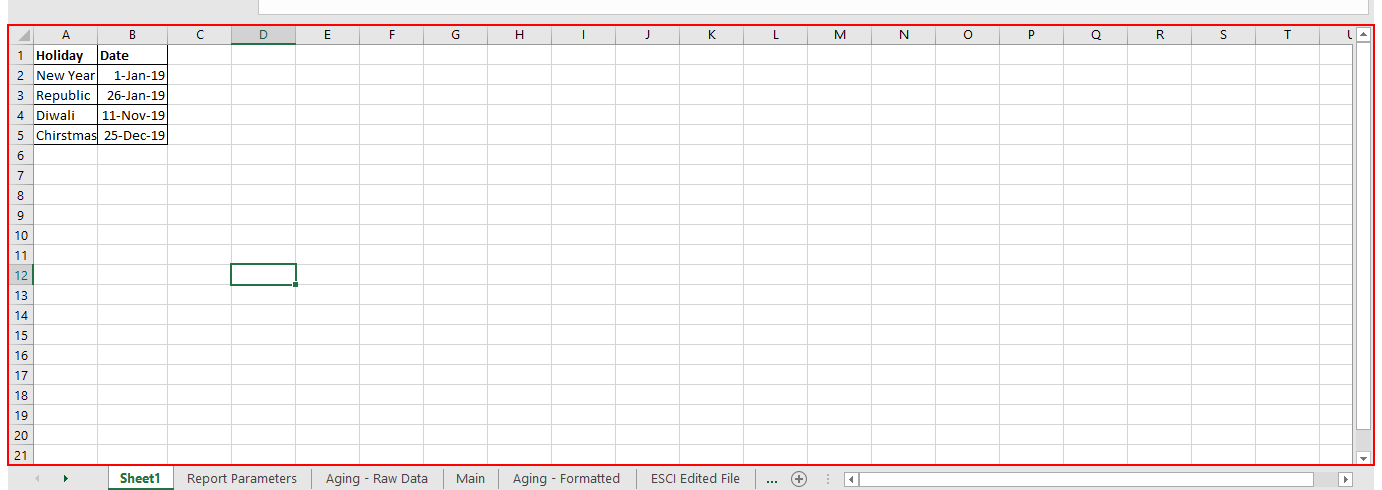 A B C D E F G H I J K L M N O P Q R S T U
1 Holiday Date
2 New Year 1-Jan-19
3 Republic 26-Jan-19
4 Diwali 11-Nov-19
5 Chirstmas 25-Dec-19
6
7
8
9
10
11
12
13
14
15
16
17
18
19
20
21
Sheet1 Report Parameters Aging - Raw Data Main Aging - Formatted ESCI Edited File ...